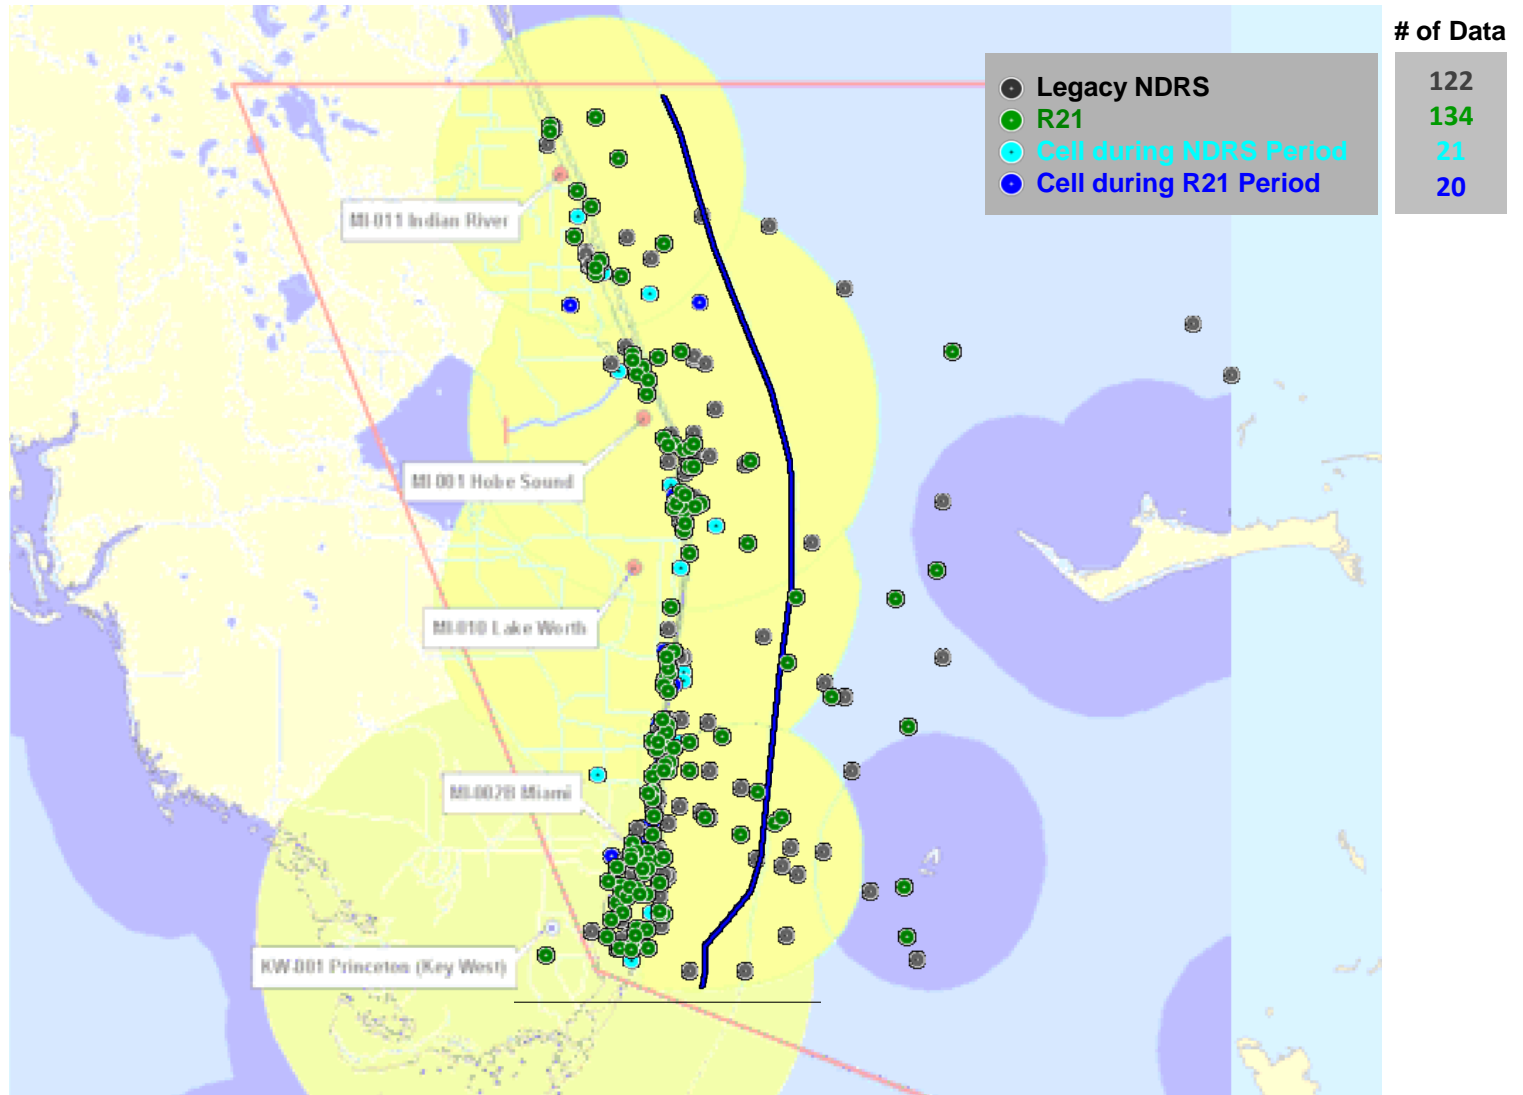 # of Data
Legacy NDRS
122
R21
134
Cell during NDRS Period
21
Cell during R21 Period
20
MI-011 Indian River
MI-001 Hobe Sound
MI-010 Lake Worth
MI-002B Miami
KW-001 Princeton (Key West)